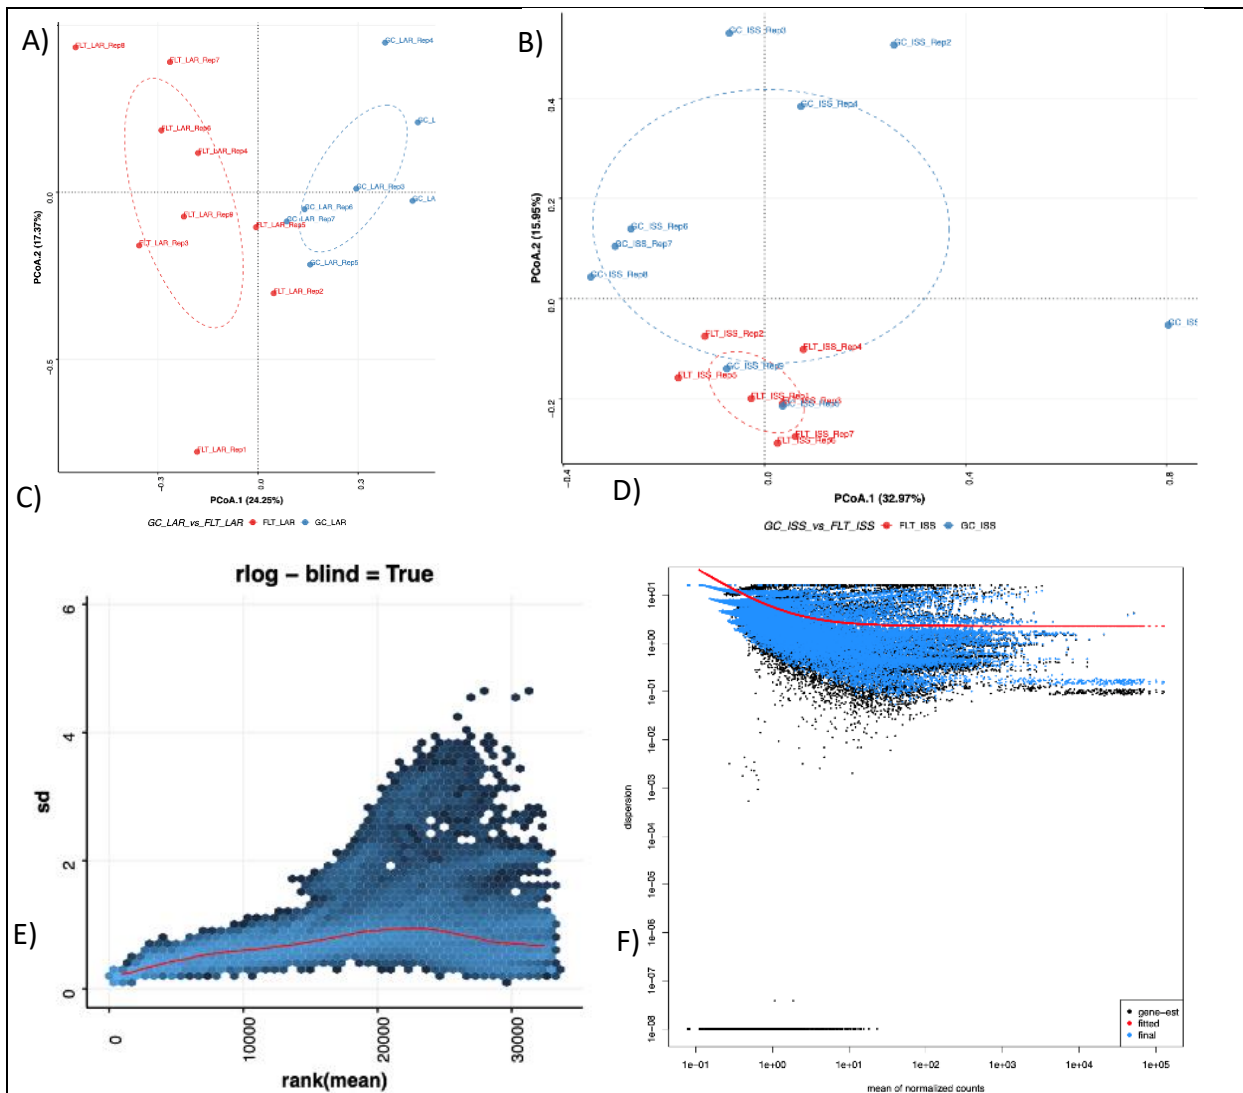 A)
FLT_LAR_Rep8
FLT_LAR_Rep7
GC_LAR_Rep4
GC_L
FLT_LAR_Rep4
GC_LAR_Rep6
GC_LAR_Rep7
GC_LA
FLT_LAR_Rep5
FLT_LAR_Rep3
GC_LAR_Rep5
FLT_LAR_Rep2
FLT_LAR_Rep1
0.0
-0.5
PCoA.2 (17.37%)
-0.3
0.0
0.3
PCoA.1 (24.25%)
GC_LAR_vs_FLT_LAR FLT_LAR GC_LAR
B)
GC_ISS_Rep3
GC_ISS_Rep2
GC_ISS_Rep4
GC_ISS_Rep6
GC_ISS_Rep7
GC_ISS_Rep8
GC_ISS
FLT_ISS_Rep2
FLT_ISS_Rep4
FLT_ISS_Rep5
FLT_ISS_Rep7
0.4
0.2
0.0
-0.2
PCoA.2 (15.95%)
-0.4
0.0
0.4
0.8
PCoA.1 (32.97%)
GC_ISS_vs_FLT_ISS FLT_ISS GC_ISS
C)
D)
rlog – blind = True
6
4
2
0
sd
0
10000
20000
30000
rank(mean)
E)
1e+01
1e+00
1e-01
1e-02
1e-03
1e-04
1e-05
1e-06
1e-07
1e-08
dispersion
1e-01
1e+00
1e+01
1e+02
1e+03
1e+04
1e+05
mean of normalized counts
gene-est
fitted
final
F)